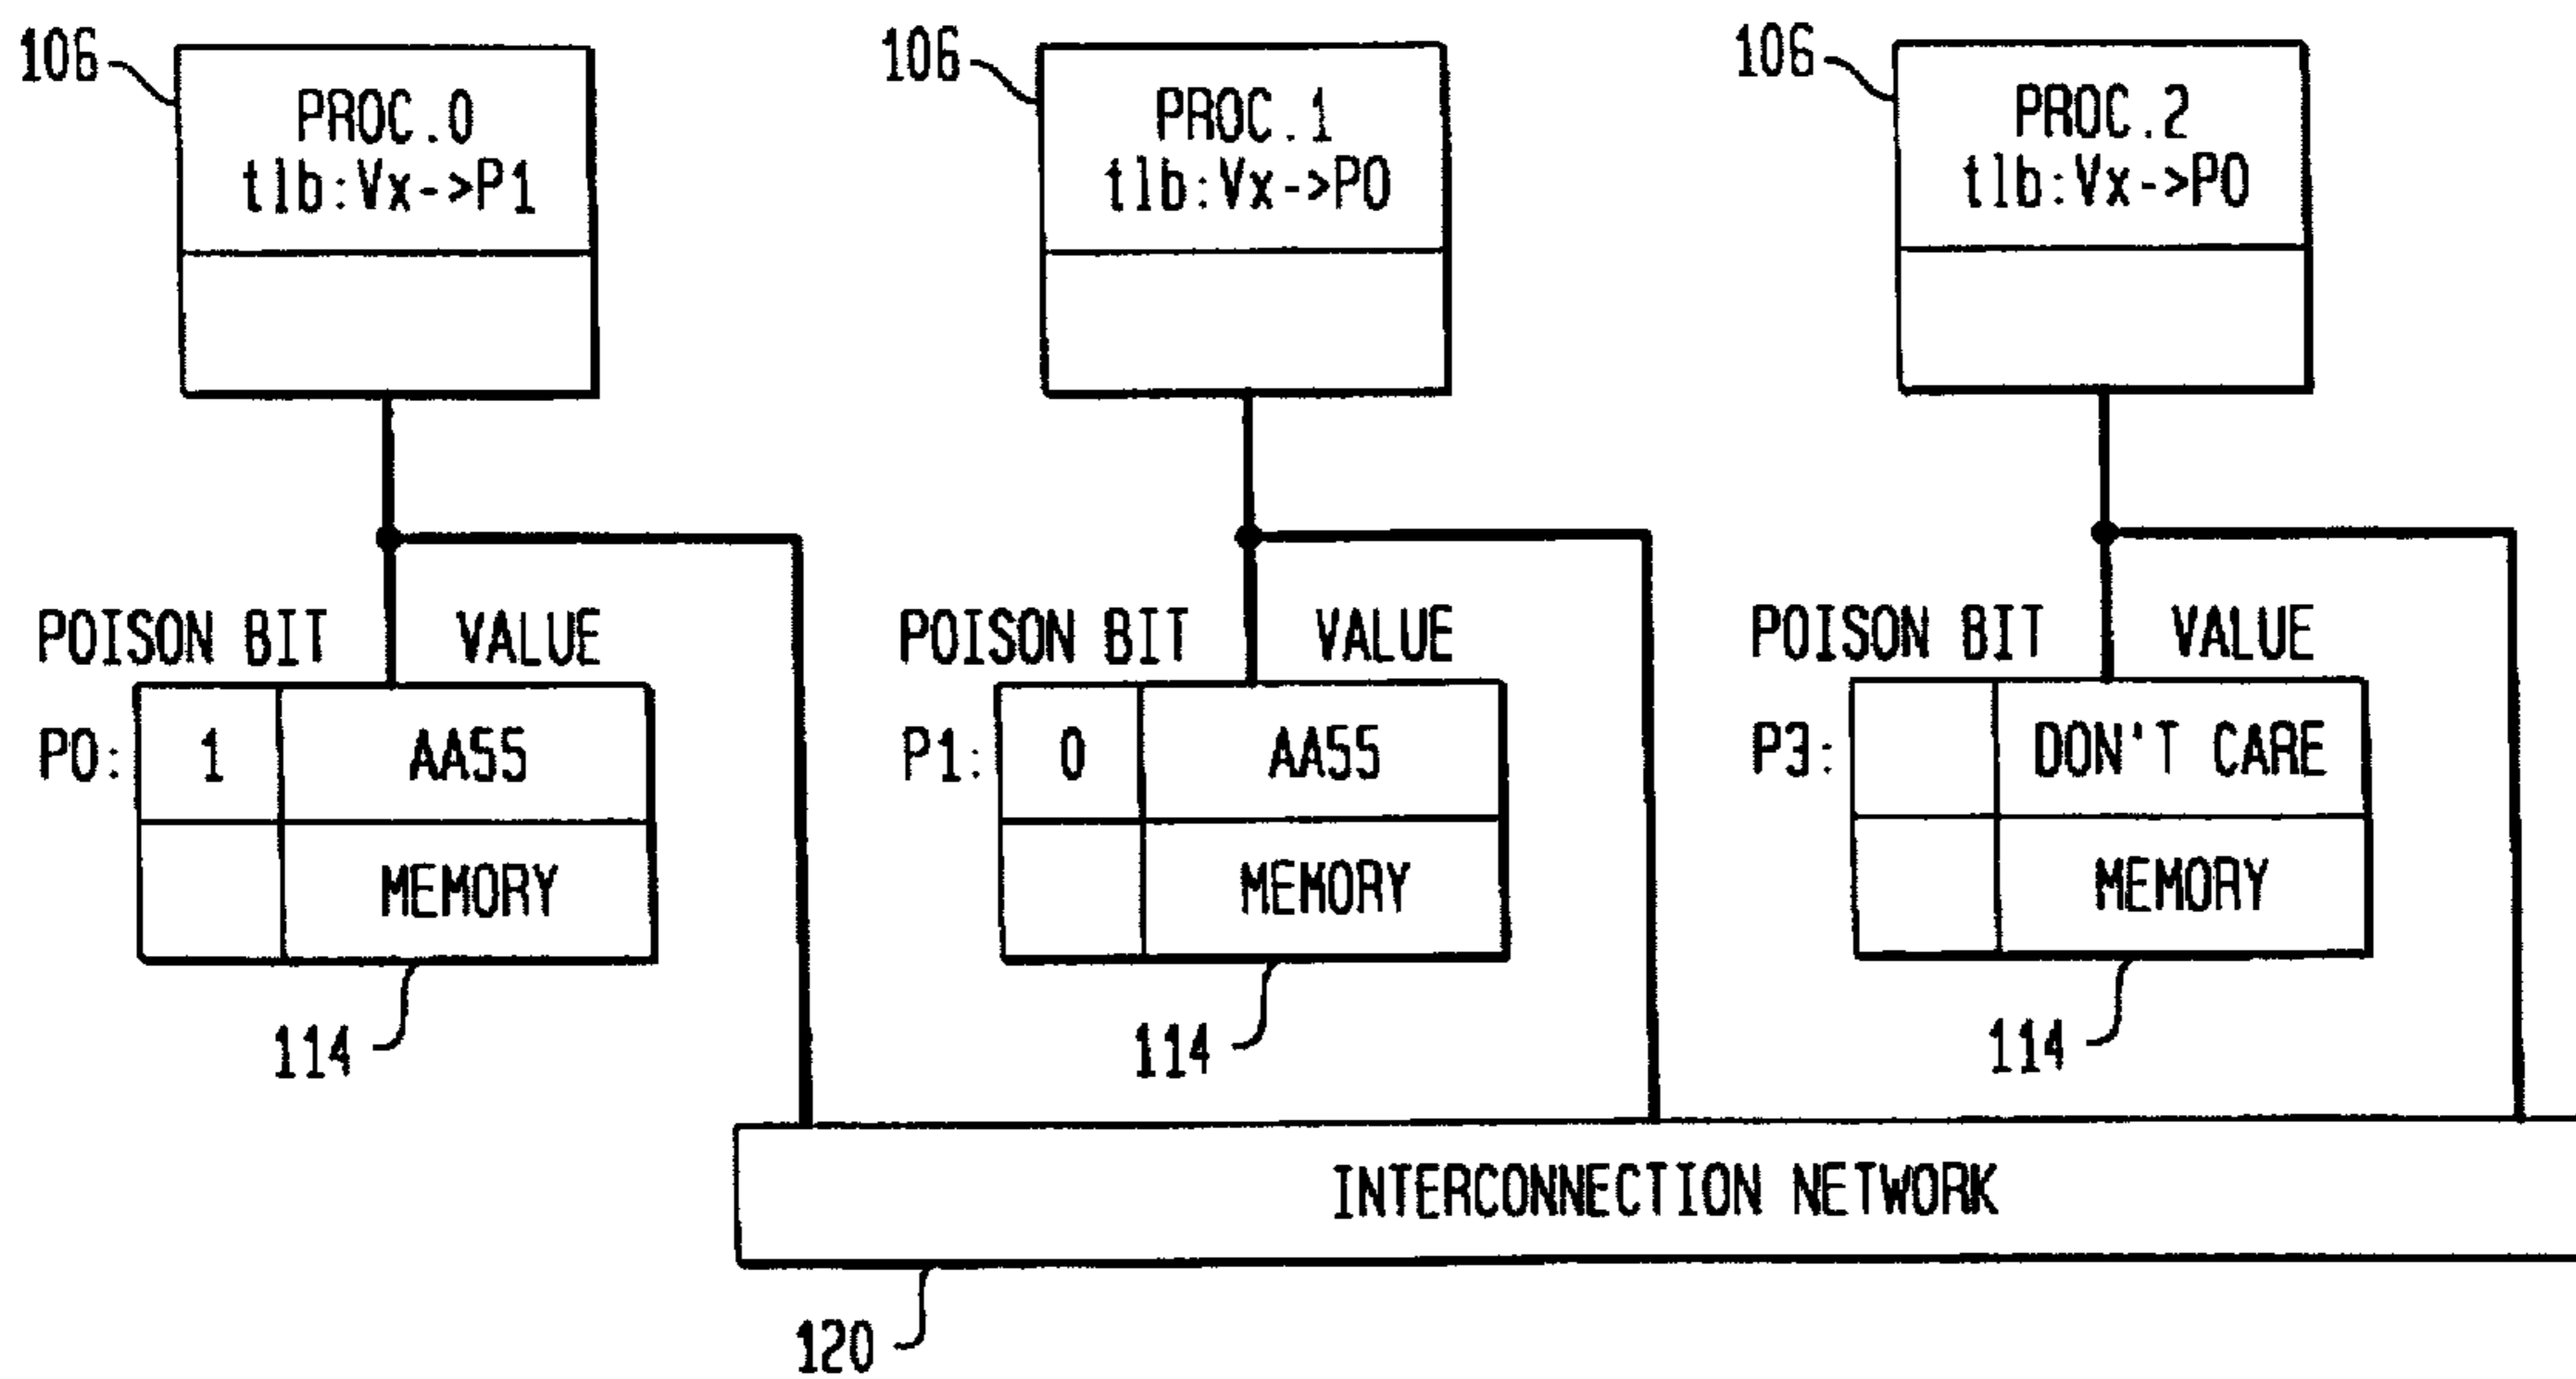 106
PROC.0
tlb:Vx->P1
106
PROC.1
tlb:Vx->P0
106
PROC.2
tlb:Vx->P0
POISON BIT VALUE
P0: 1 AA55
MEMORY
114
POISON BIT VALUE
P1: 0 AA55
MEMORY
114
POISON BIT VALUE
P3: DON'T CARE
MEMORY
114
INTERCONNECTION NETWORK
120